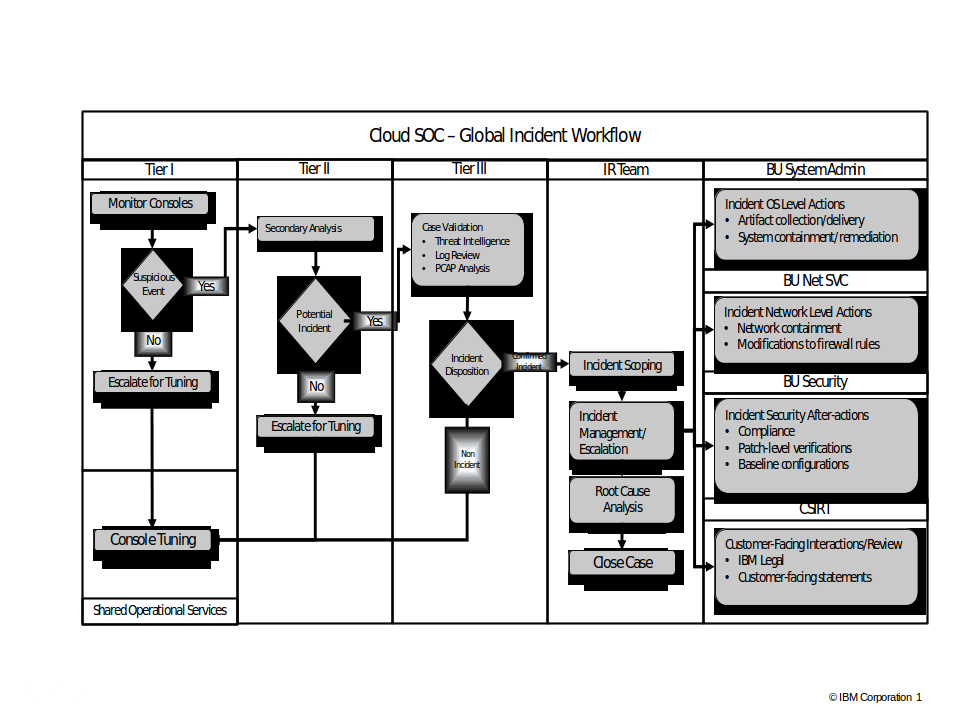 Cloud SOC – Global Incident Workflow
Tier I
Tier II
Tier III
IR Team
BU System Admin
Monitor Consoles
Suspicious
Event
Yes
No
Escalate for Tuning
Console Tuning
Shared Operational Services
Secondary Analysis
Potential
Incident
Yes
No
Escalate for Tuning
Case Validation
• Threat Intelligence
• Log Review
• PCAP Analysis
Incident
Disposition
Confirmed
Incident
Non
Incident
Incident Scoping
Incident
Management/
Escalation
Root Cause
Analysis
Close Case
Incident OS Level Actions
• Artifact collection/delivery
• System containment/remediation
BU Net SVC
Incident Network Level Actions
• Network containment
• Modifications to firewall rules
BU Security
Incident Security After-actions
• Compliance
• Patch-level verifications
• Baseline configurations
CSIRT
Customer-Facing Interactions/Review
• IBM Legal
• Customer-facing statements
© IBM Corporation 1